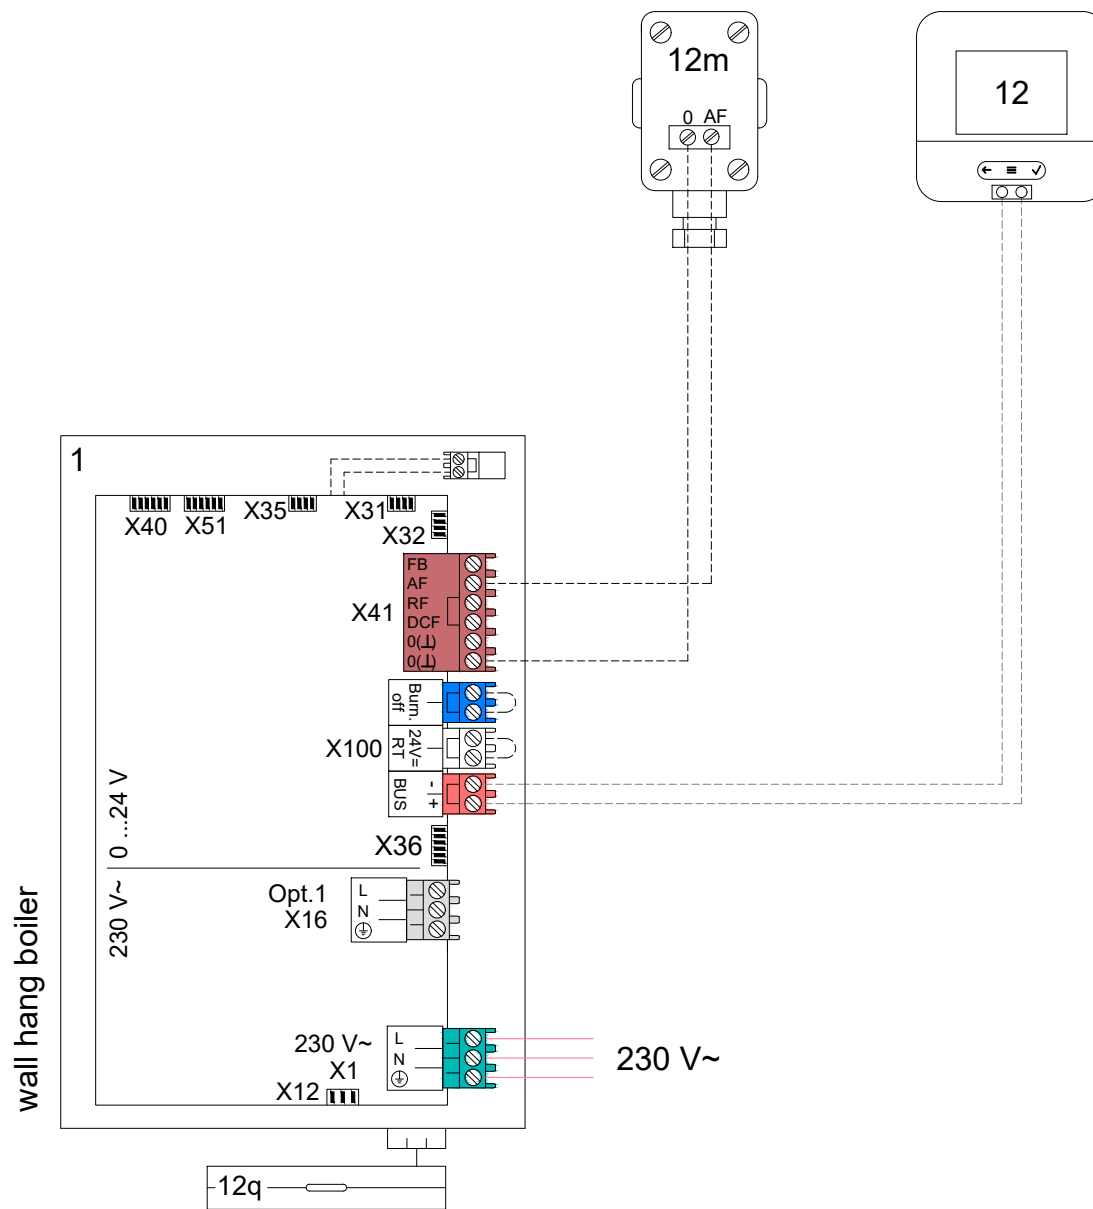 12m
0 AF
12
1
X40 X51 X35 X31
X32
FB
AF
RF
DCF
0(⊥)
0(⊥)
X41
Burn.
off
24V=
RT
X100
BUS
- +
X36
0 ...24 V
230 V~
Opt.1
X16
L
N
wall hang boiler
230 V~
X1
L
N
230 V~
X12
12q